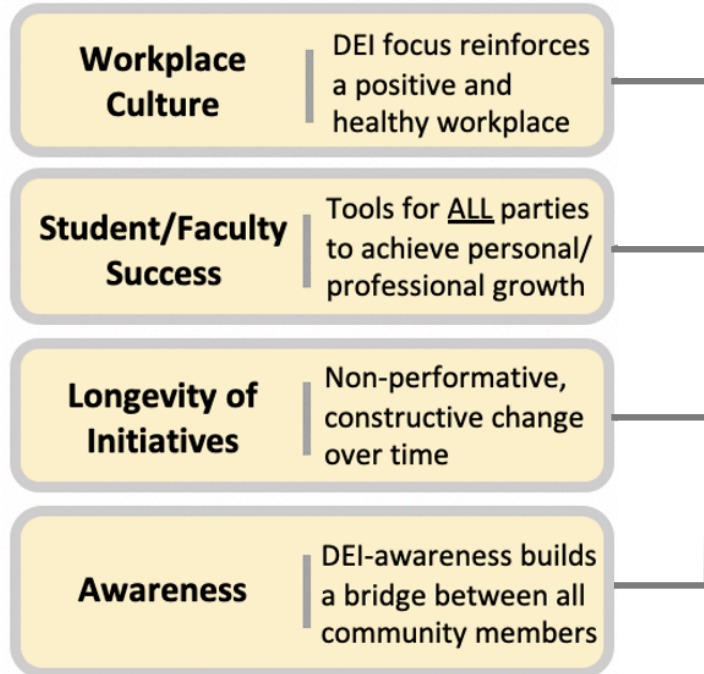 Workplace
Culture
DEI focus reinforces
a positive and
healthy workplace
Student/Faculty
Success
Tools for ALL parties
to achieve personal/
professional growth
Longevity of
Initiatives
Non-performative,
constructive change
over time
Awareness
DEI-awareness builds
a bridge between all
community members